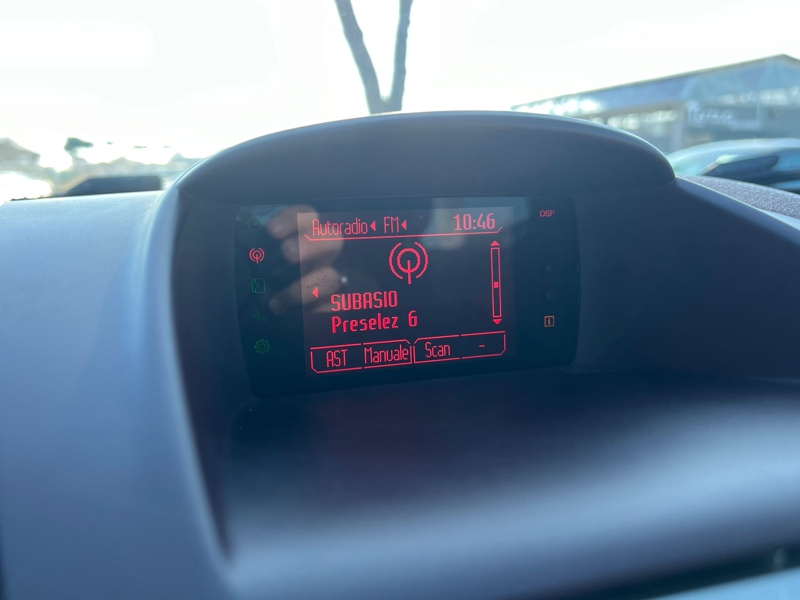 Autoradio FM 10:46
DSP
SUBASIO
Preselez 6
AST Manuale Scan -
i